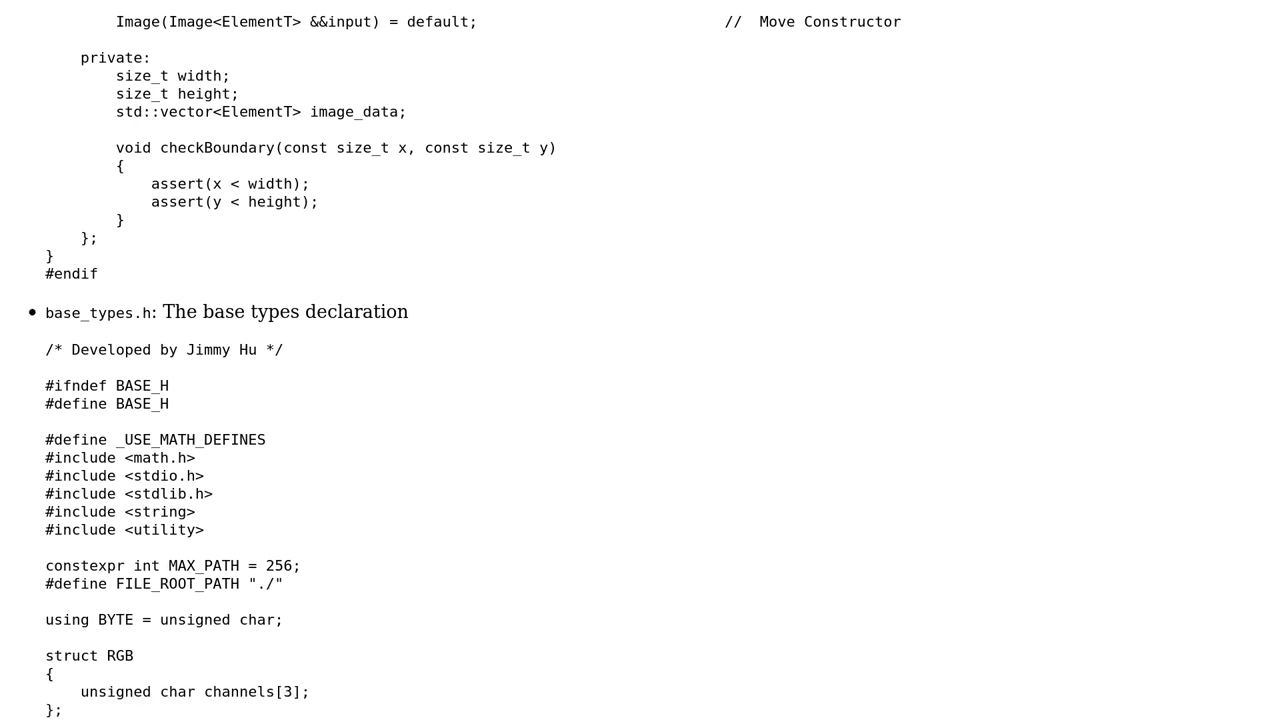 Image(Image<ElementT> &&input) = default;                            //  Move Constructor
    private:
        size_t width;
        size_t height;
        std::vector<ElementT> image_data;
        void checkBoundary(const size_t x, const size_t y)
        {
            assert(x < width);
            assert(y < height);
        }
    };
}
#endif
• base_types.h: The base types declaration
/* Developed by Jimmy Hu */
#ifndef BASE_H
#define BASE_H
#define _USE_MATH_DEFINES
#include <math.h>
#include <stdio.h>
#include <stdlib.h>
#include <string>
#include <utility>
constexpr int MAX_PATH = 256;
#define FILE_ROOT_PATH "./"
using BYTE = unsigned char;
struct RGB
{
    unsigned char channels[3];
};